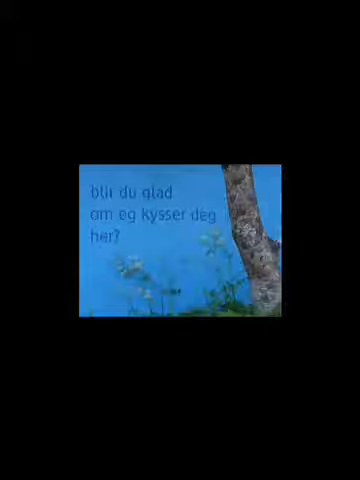 blir du glad
om eg kysser deg
her?